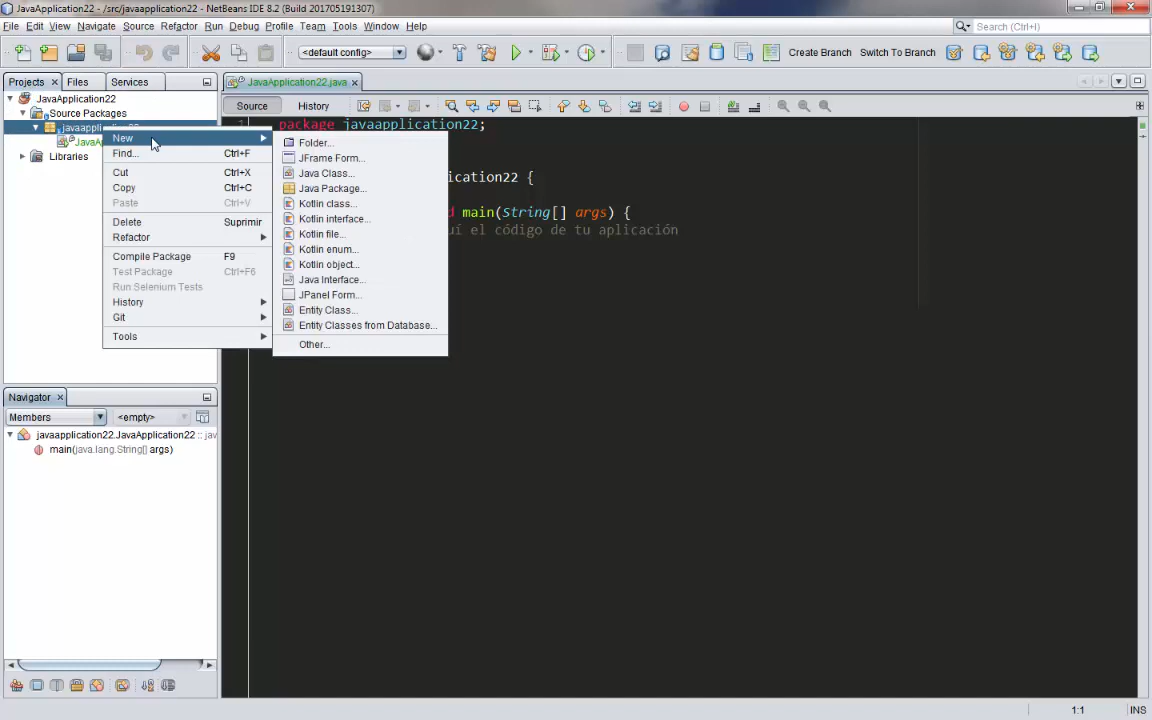 JavaApplication22 - /src/javaapplication22 - NetBeans IDE 8.2 (Build 201705191307)
File Edit View Navigate Source Refactor Run Debug Profile Team Tools Window Help
Search (Ctrl+I)
<default config>
Create Branch Switch To Branch
Projects Files Services
JavaApplication22.java
JavaApplication22
Source Packages
Libraries
Source History
1 package javaapplication22;
ication22 {
main(String[] args) {
uí el código de tu aplicación
New
Find... Ctrl+F
Cut Ctrl+X
Copy Ctrl+C
Paste Ctrl+V
Delete Suprimir
Refactor
Compile Package F9
Test Package Ctrl+F6
Run Selenium Tests
History
Git
Tools
Folder...
JFrame Form...
Java Class...
Java Package...
Kotlin class...
Kotlin interface...
Kotlin file...
Kotlin enum...
Kotlin object...
Java Interface...
JPanel Form...
Entity Class...
Entity Classes from Database...
Other...
Navigator
Members <empty>
javaapplication22.JavaApplication22 :: jav
main(java.lang.String[] args)
1:1 INS